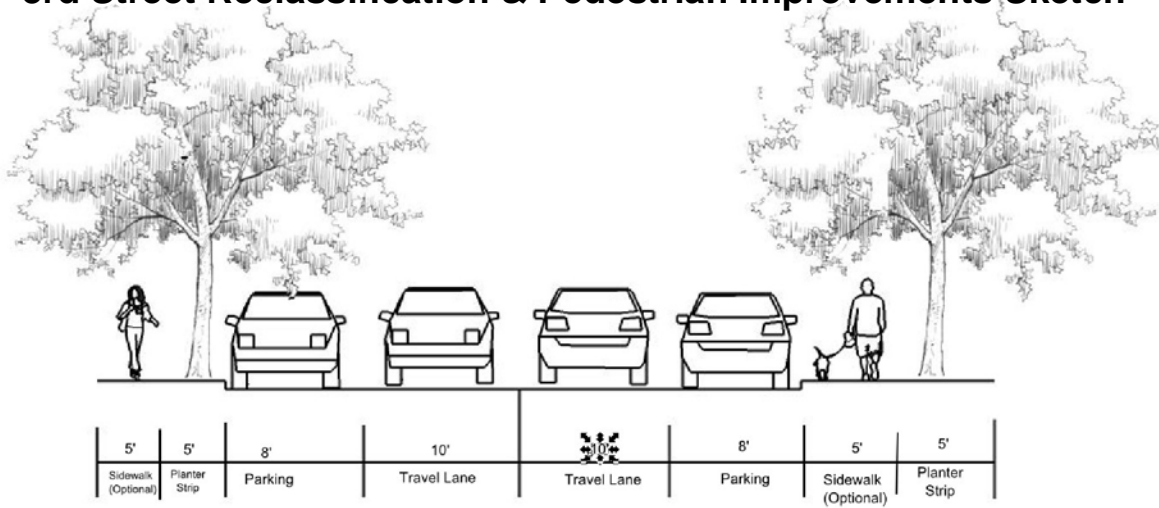 3rd Street Reclassification & Pedestrian Improvements Sketch
5' 5' 8' 10' 10' 8' 5' 5'
Sidewalk (Optional) Planter Strip Parking Travel Lane Travel Lane Parking Sidewalk (Optional) Planter Strip